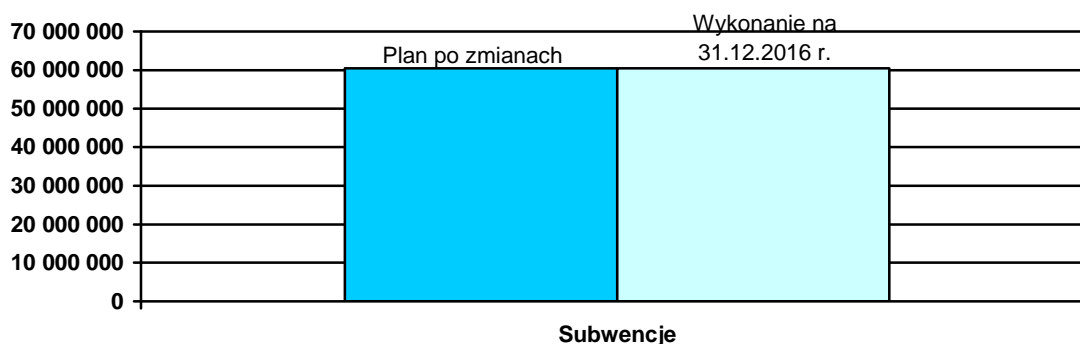 70 000 000
60 000 000
50 000 000
40 000 000
30 000 000
20 000 000
10 000 000
0
Plan po zmianach
Wykonanie na
31.12.2016 r.
Subwencje